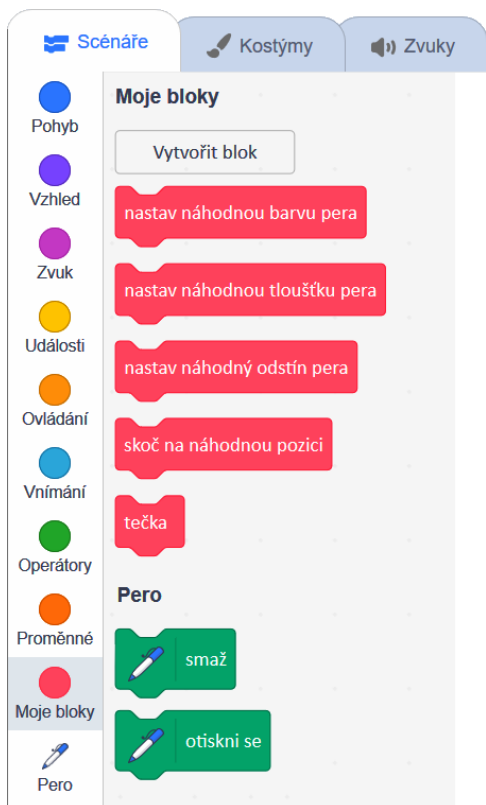 Scénáře
Kostýmy
Zvuky
Pohyb
Vzhled
Zvuk
Události
Ovládání
Vnímání
Operátory
Proměnné
Moje bloky
Pero
Moje bloky
Vytvořit blok
nastav náhodnou barvu pera
nastav náhodnou tloušťku pera
nastav náhodný odstín pera
skoč na náhodnou pozici
tečka
Pero
smaž
otiskni se